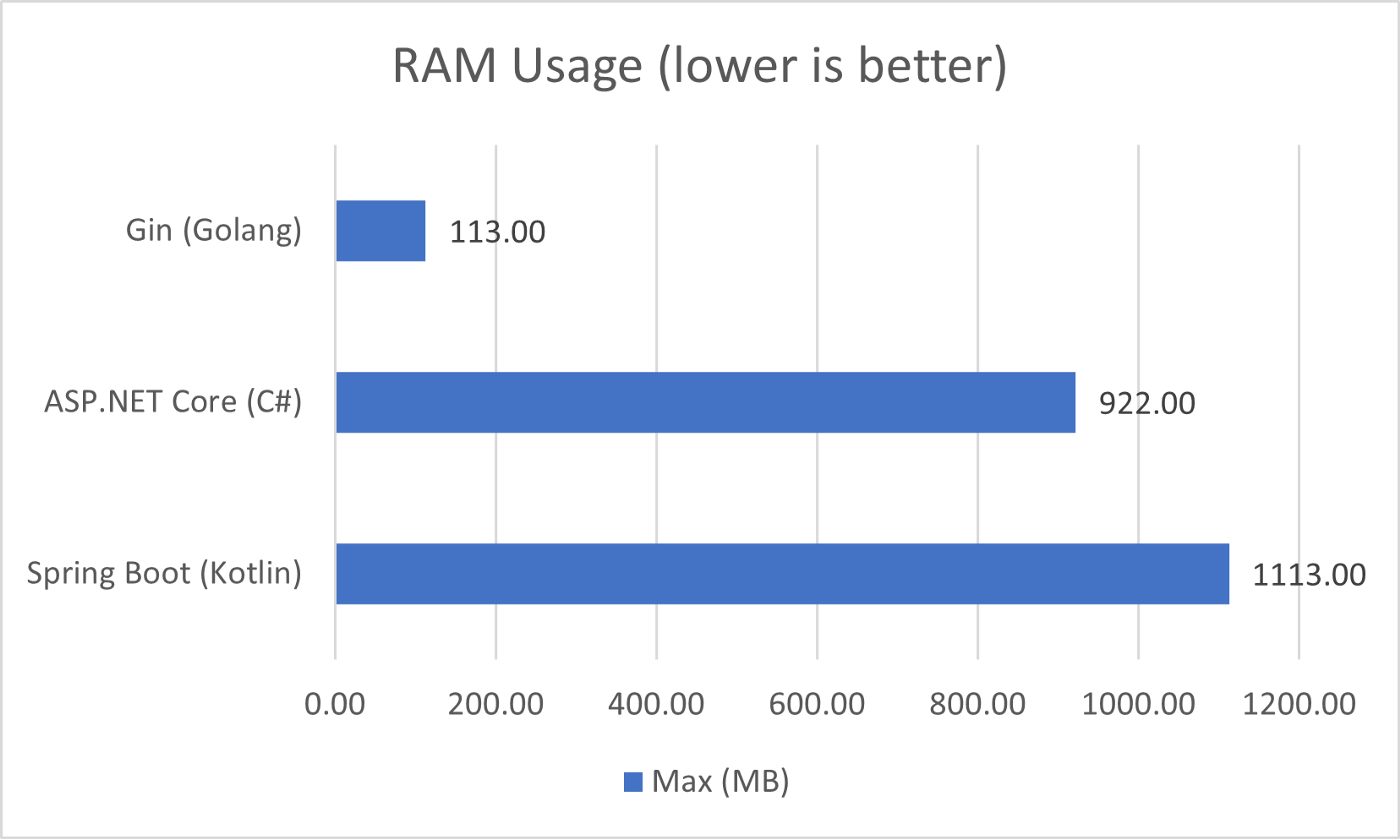 RAM Usage (lower is better)
Gin (Golang)
113.00
ASP.NET Core (C#)
922.00
Spring Boot (Kotlin)
1113.00
0.00 200.00 400.00 600.00 800.00 1000.00 1200.00
Max (MB)